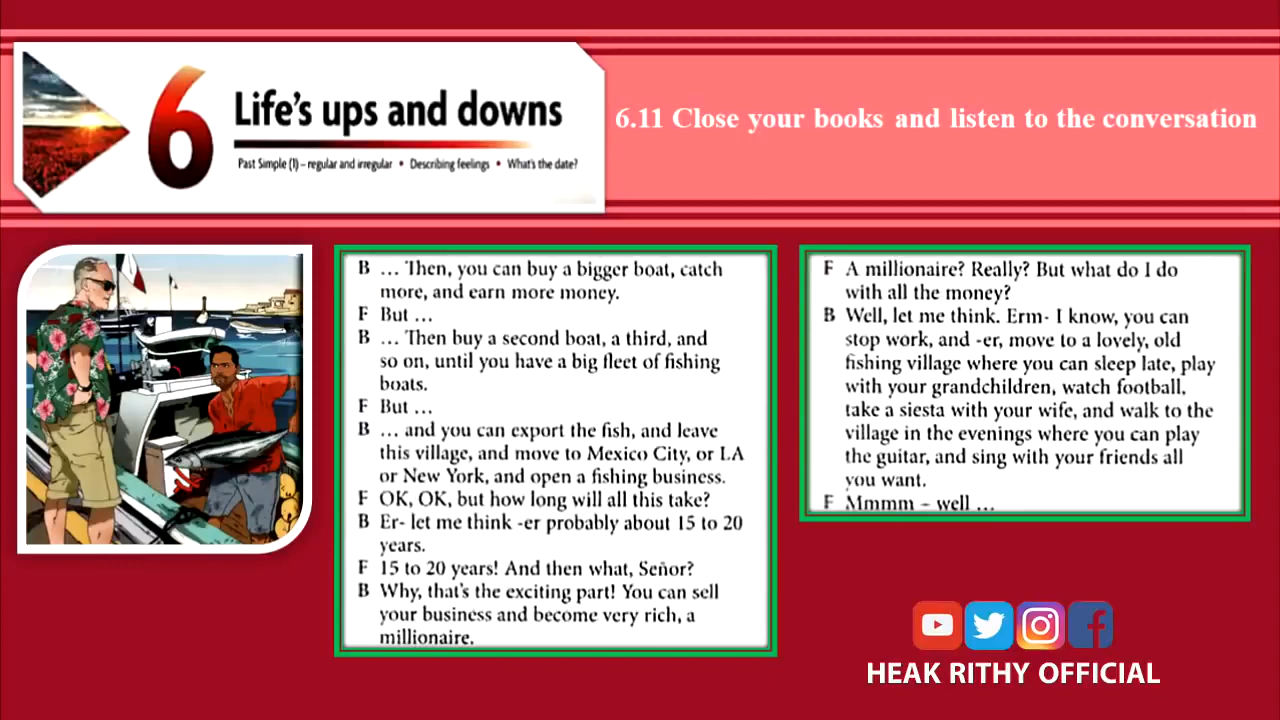 6
Life's ups and downs
Past Simple (1) – regular and irregular • Describing feelings • What's the date?
6.11 Close your books and listen to the conversation
B … Then, you can buy a bigger boat, catch
more, and earn more money.
F But …
B … Then buy a second boat, a third, and
so on, until you have a big fleet of fishing
boats.
F But …
B … and you can export the fish, and leave
this village, and move to Mexico City, or LA
or New York, and open a fishing business.
F OK, OK, but how long will all this take?
B Er- let me think -er probably about 15 to 20
years.
F 15 to 20 years! And then what, Señor?
B Why, that's the exciting part! You can sell
your business and become very rich, a
millionaire.
F A millionaire? Really? But what do I do
with all the money?
B Well, let me think. Erm- I know, you can
stop work, and -er, move to a lovely, old
fishing village where you can sleep late, play
with your grandchildren, watch football,
take a siesta with your wife, and walk to the
village in the evenings where you can play
the guitar, and sing with your friends all
you want.
F Mmmm – well …
HEAK RITHY OFFICIAL